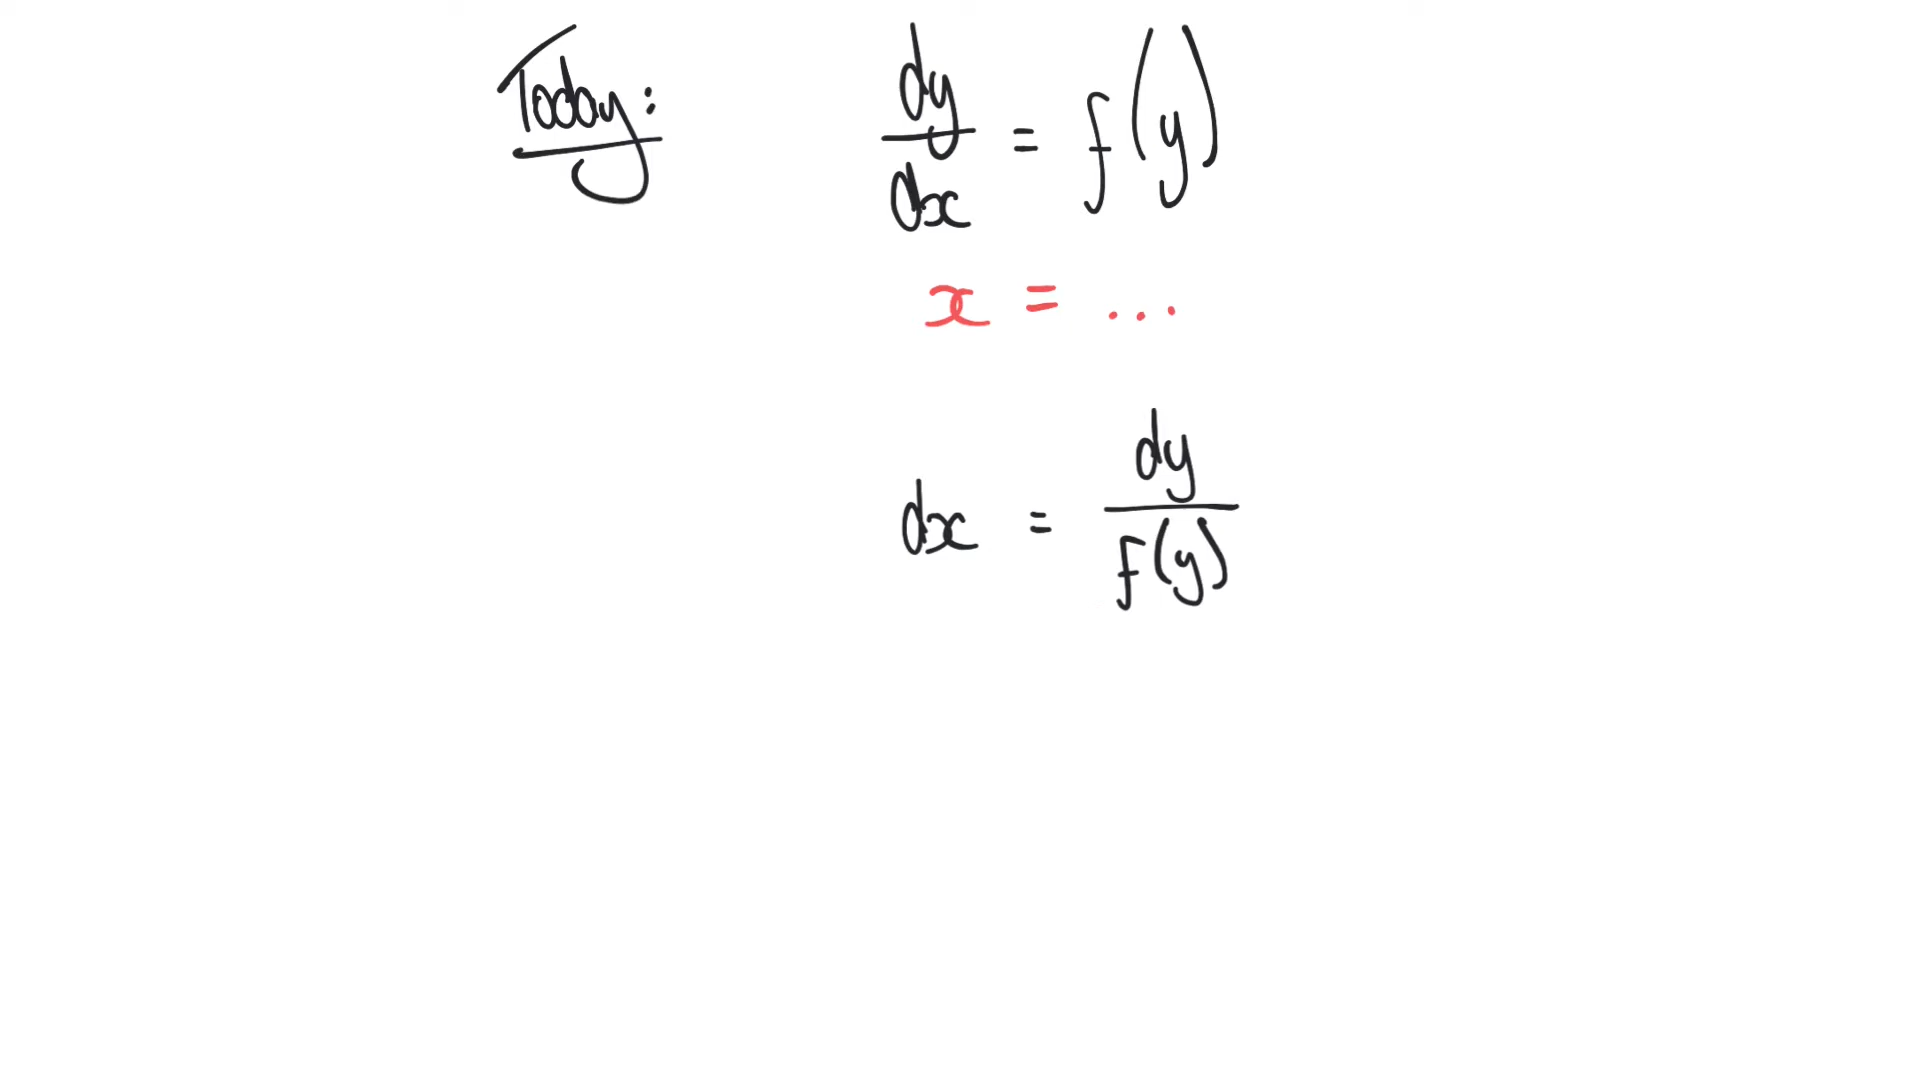 Today: dy/dx = f(y)
x = ...
dx = dy/f(y)